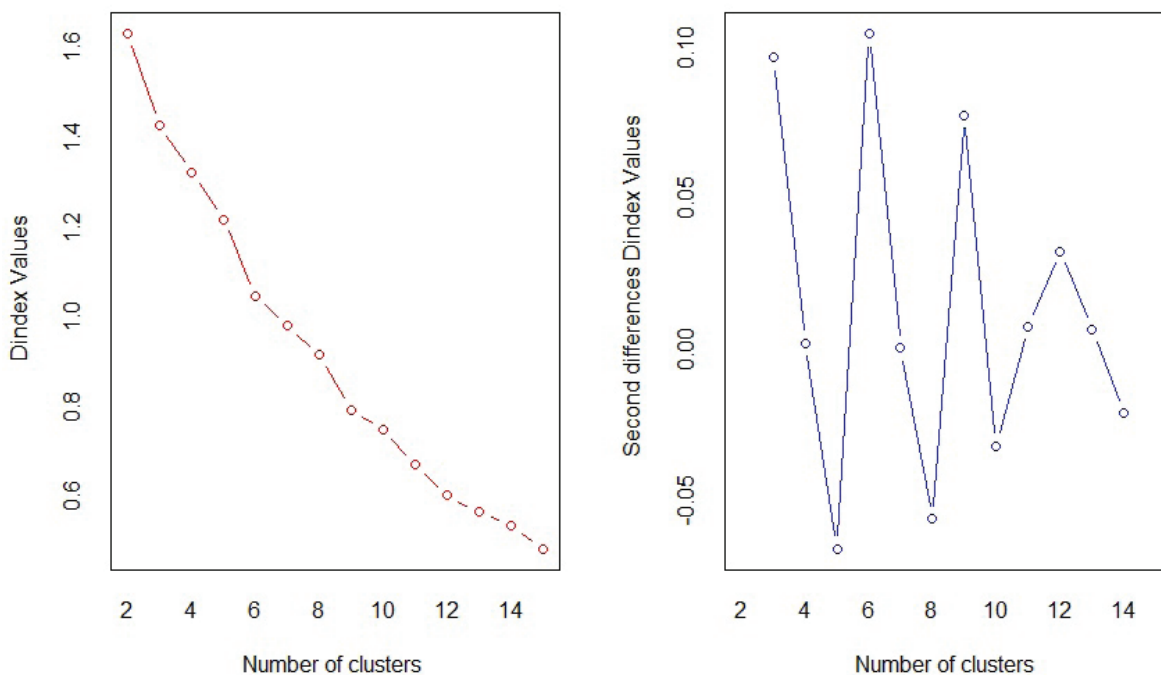 Dindex Values
1.6
1.4
1.2
1.0
0.8
0.6
2 4 6 8 10 12 14
Number of clusters
Second differences Dindex Values
0.10
0.05
0.00
-0.05
2 4 6 8 10 12 14
Number of clusters